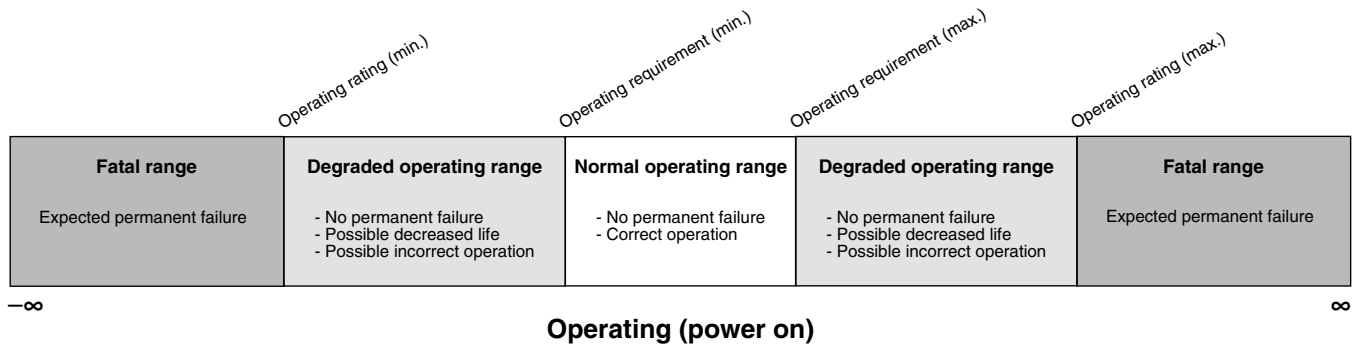 Operating rating (min.)
Operating requirement (min.)
Operating requirement (max.)
Operating rating (max.)
Fatal range
Expected permanent failure
Degraded operating range
- No permanent failure
- Possible decreased life
- Possible incorrect operation
Normal operating range
- No permanent failure
- Correct operation
Degraded operating range
- No permanent failure
- Possible decreased life
- Possible incorrect operation
Fatal range
Expected permanent failure
–∞
∞
Operating (power on)